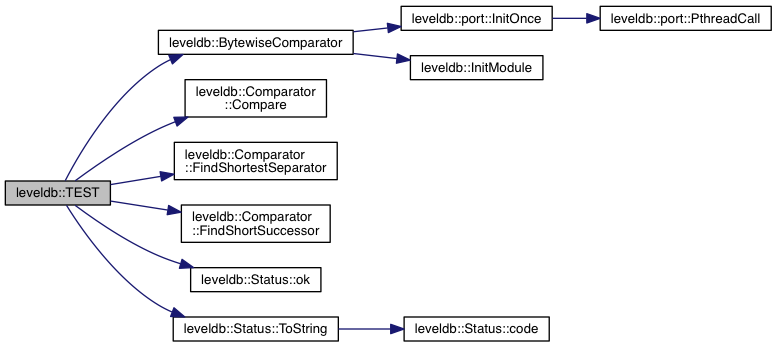 leveldb::TEST
leveldb::BytewiseComparator
leveldb::port::InitOnce
leveldb::port::PthreadCall
leveldb::InitModule
leveldb::Comparator
::Compare
leveldb::Comparator
::FindShortestSeparator
leveldb::Comparator
::FindShortSuccessor
leveldb::Status::ok
leveldb::Status::ToString
leveldb::Status::code